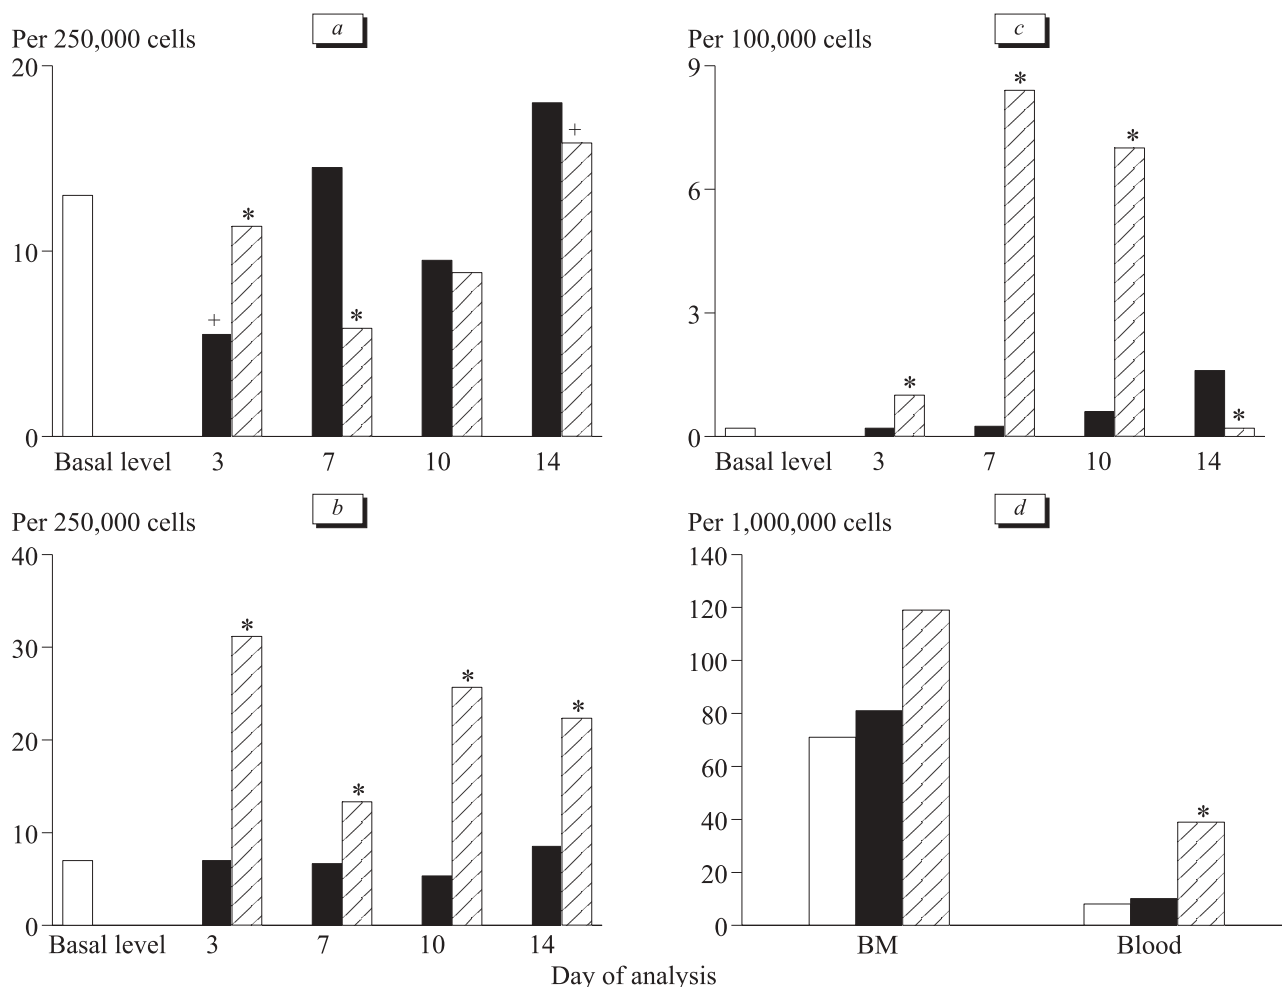 a
Per 250,000 cells
20
10
0
+
*
*
+
Basal level 3 7 10 14
c
Per 100,000 cells
9
6
3
0
*
*
*
*
Basal level 3 7 10 14
b
Per 250,000 cells
40
30
20
10
0
*
*
*
*
Basal level 3 7 10 14
d
Per 1,000,000 cells
140
120
100
80
60
40
20
0
*
BM Blood
Day of analysis